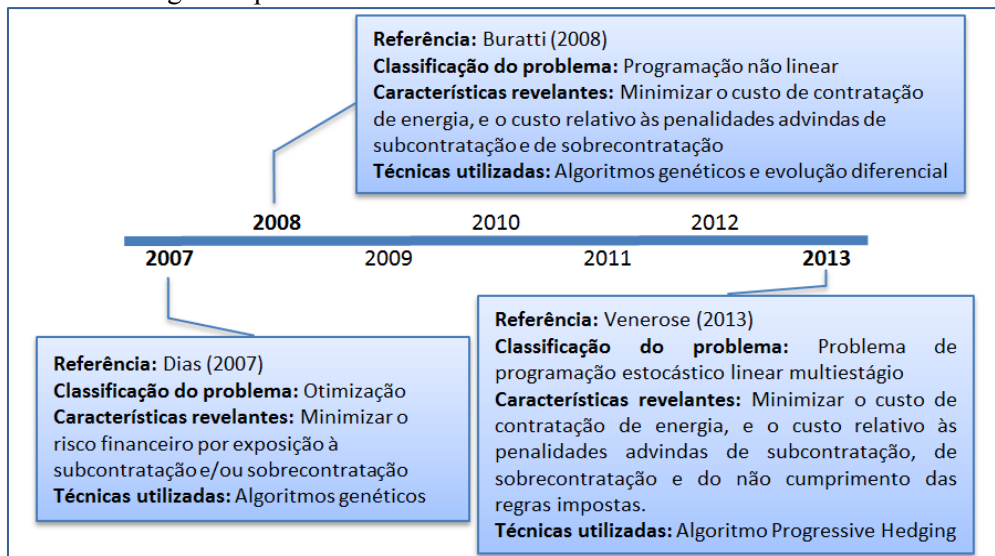 Referência: Buratti (2008)
Classificação do problema: Programação não linear
Características revelantes: Minimizar o custo de contratação
de energia, e o custo relativo às penalidades advindas de
subcontratação e de sobrecontratação
Técnicas utilizadas: Algoritmos genéticos e evolução diferencial
2008 2010 2012
2007 2009 2011 2013
Referência: Dias (2007)
Classificação do problema: Otimização
Características revelantes: Minimizar o
risco financeiro por exposição à
subcontratação e/ou sobrecontratação
Técnicas utilizadas: Algoritmos genéticos
Referência: Venerose (2013)
Classificação do problema: Problema de
programação estocástico linear multiestágio
Características revelantes: Minimizar o custo de
contratação de energia, e o custo relativo às
penalidades advindas de subcontratação, de
sobrecontratação e do não cumprimento das
regras impostas.
Técnicas utilizadas: Algoritmo Progressive Hedging